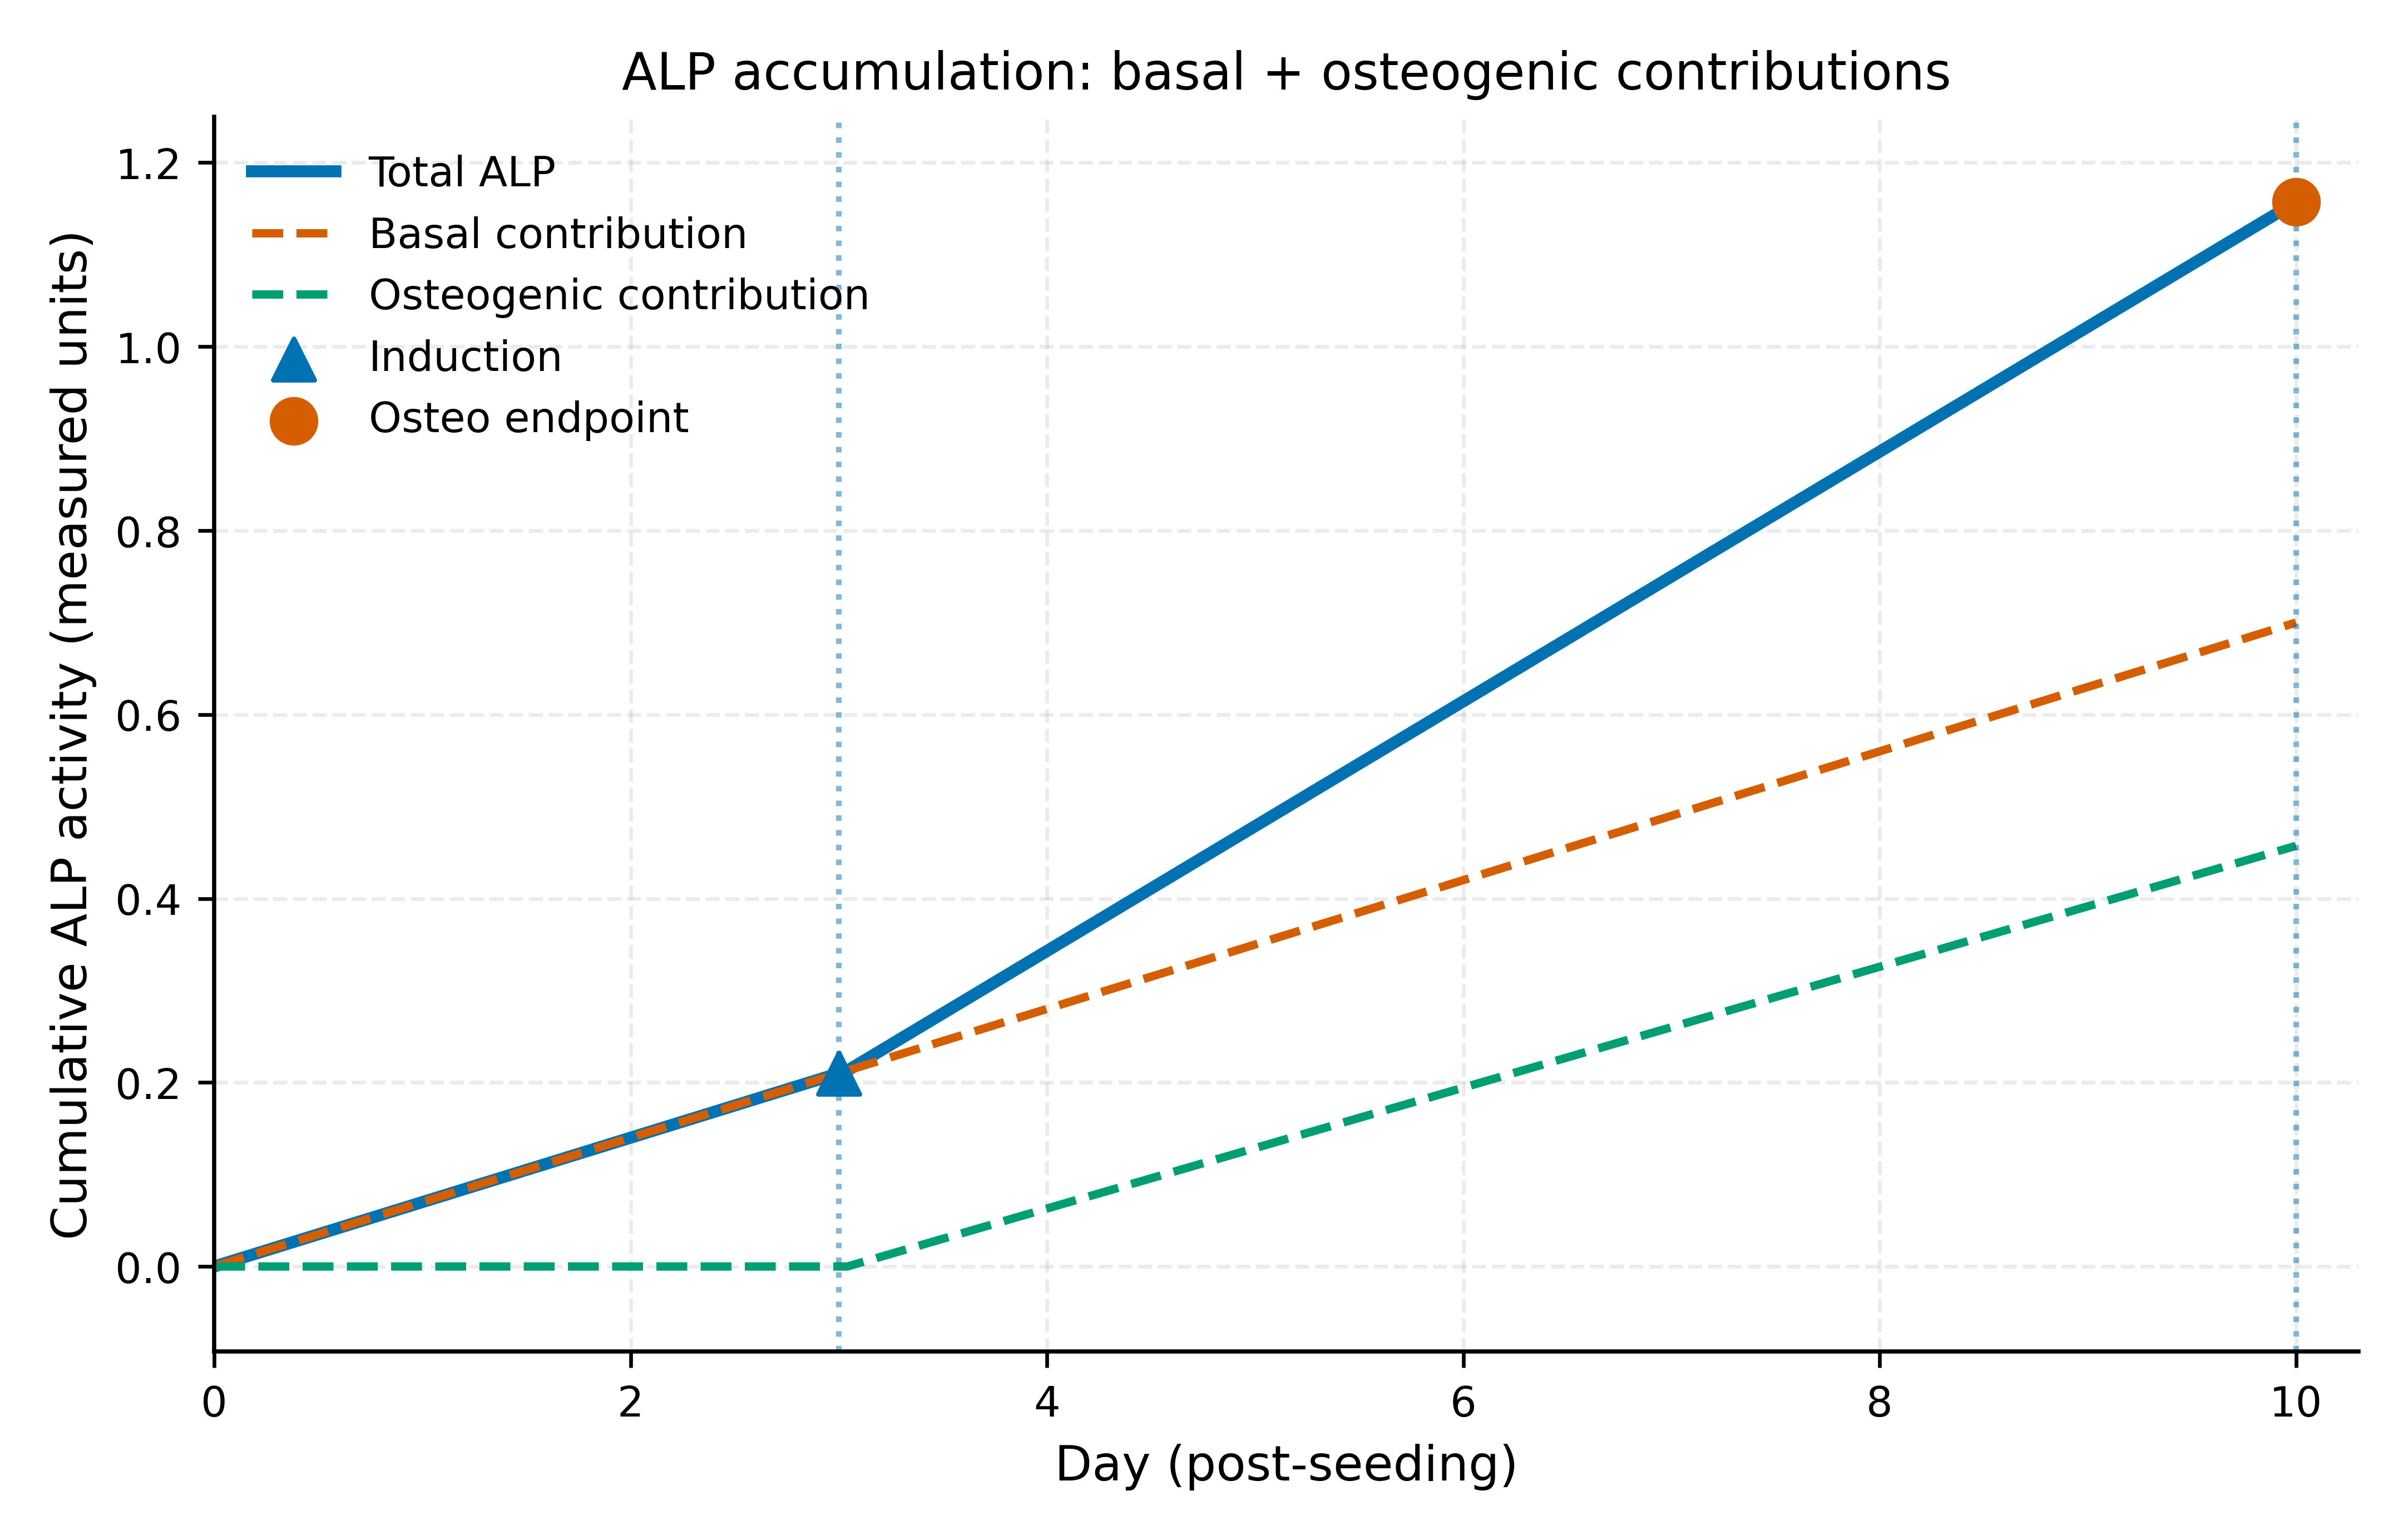 ALP accumulation: basal + osteogenic contributions
Cumulative ALP activity (measured units)
1.2
1.0
0.8
0.6
0.4
0.2
0.0
Total ALP
Basal contribution
Osteogenic contribution
Induction
Osteo endpoint
0 2 4 6 8 10
Day (post-seeding)